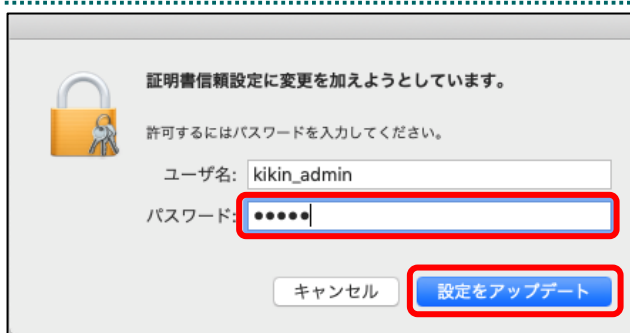 証明書信頼設定に変更を加えようとしています。
許可するにはパスワードを入力してください。
ユーザ名: kikin_admin
パスワード: •••••
キャンセル 設定をアップデート